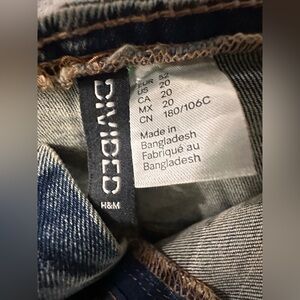 DIVIDED
H&M
EUR 52
US 20
CA 20
MX 20
CN 180/106C
Made in
Bangladesh
Fabriqué au
Bangladesh